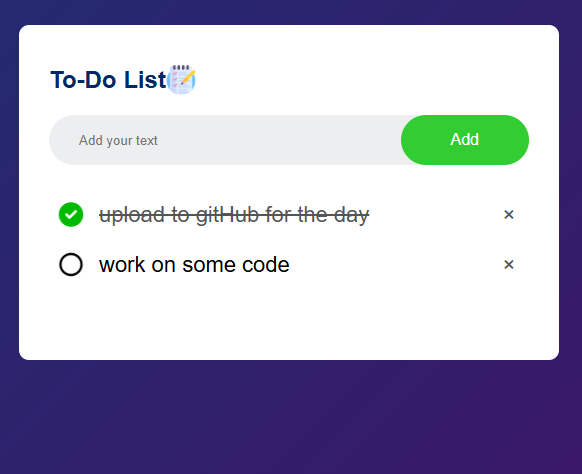 To-Do List
Add your text
Add
upload to gitHub for the day
×
work on some code
×